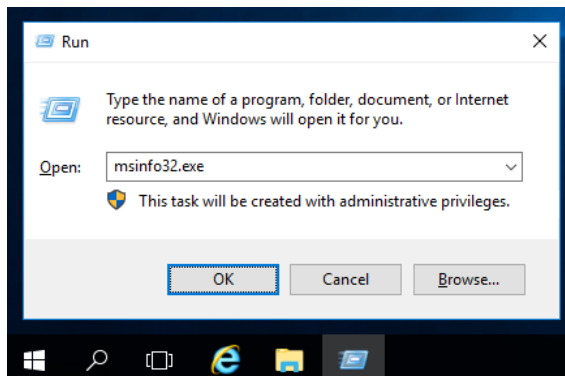 Run
Type the name of a program, folder, document, or Internet
resource, and Windows will open it for you.
Open:
msinfo32.exe
This task will be created with administrative privileges.
OK
Cancel
Browse...